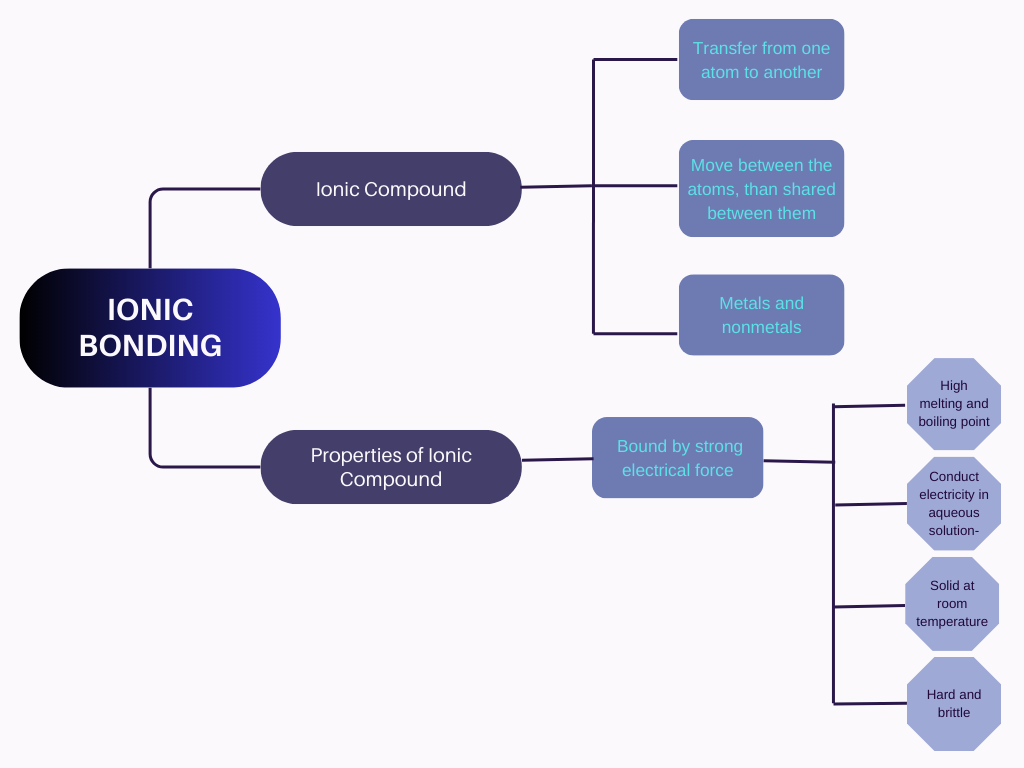 IONIC
BONDING
Ionic Compound
Transfer from one
atom to another
Move between the
atoms, than shared
between them
Metals and
nonmetals
Properties of Ionic
Compound
Bound by strong
electrical force
High
melting and
boiling point
Conduct
electricity in
aqueous
solution-
Solid at
room
temperature
Hard and
brittle